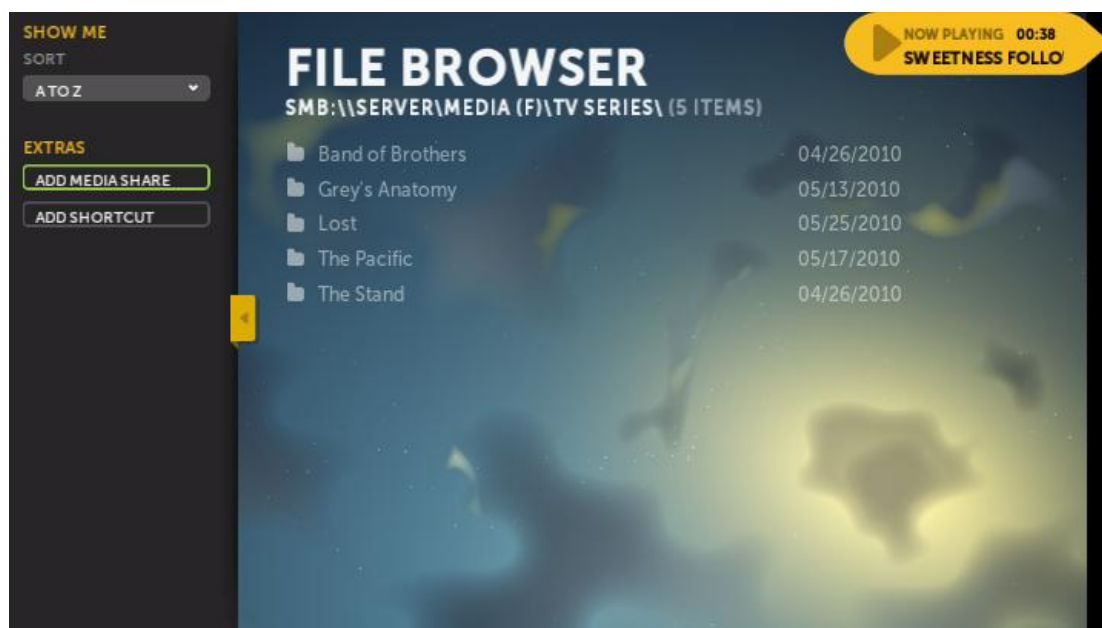 SHOW ME
SORT
A TO Z
EXTRAS
ADD MEDIA SHARE
ADD SHORTCUT
FILE BROWSER
SMB:\\SERVER\MEDIA (F)\TV SERIES\ (5 ITEMS)
Band of Brothers 04/26/2010
Grey's Anatomy 05/13/2010
Lost 05/25/2010
The Pacific 05/17/2010
The Stand 04/26/2010
NOW PLAYING 00:38
SWEETNESS FOLLO